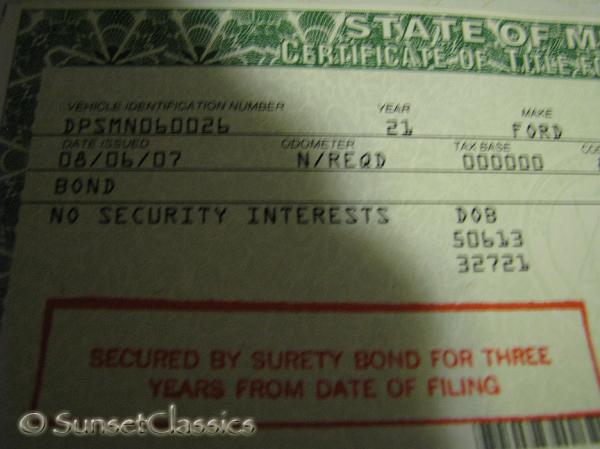 STATE OF M
CERTIFICATE OF TITLE FO
VEHICLE IDENTIFICATION NUMBER YEAR MAKE
DPSMN060026 21 FORD
DATE ISSUED ODOMETER TAX BASE
08/06/07 N/REQD 000000
BOND
NO SECURITY INTERESTS DOB
50613
32721
SECURED BY SURETY BOND FOR THREE
YEARS FROM DATE OF FILING
© SunsetClassics